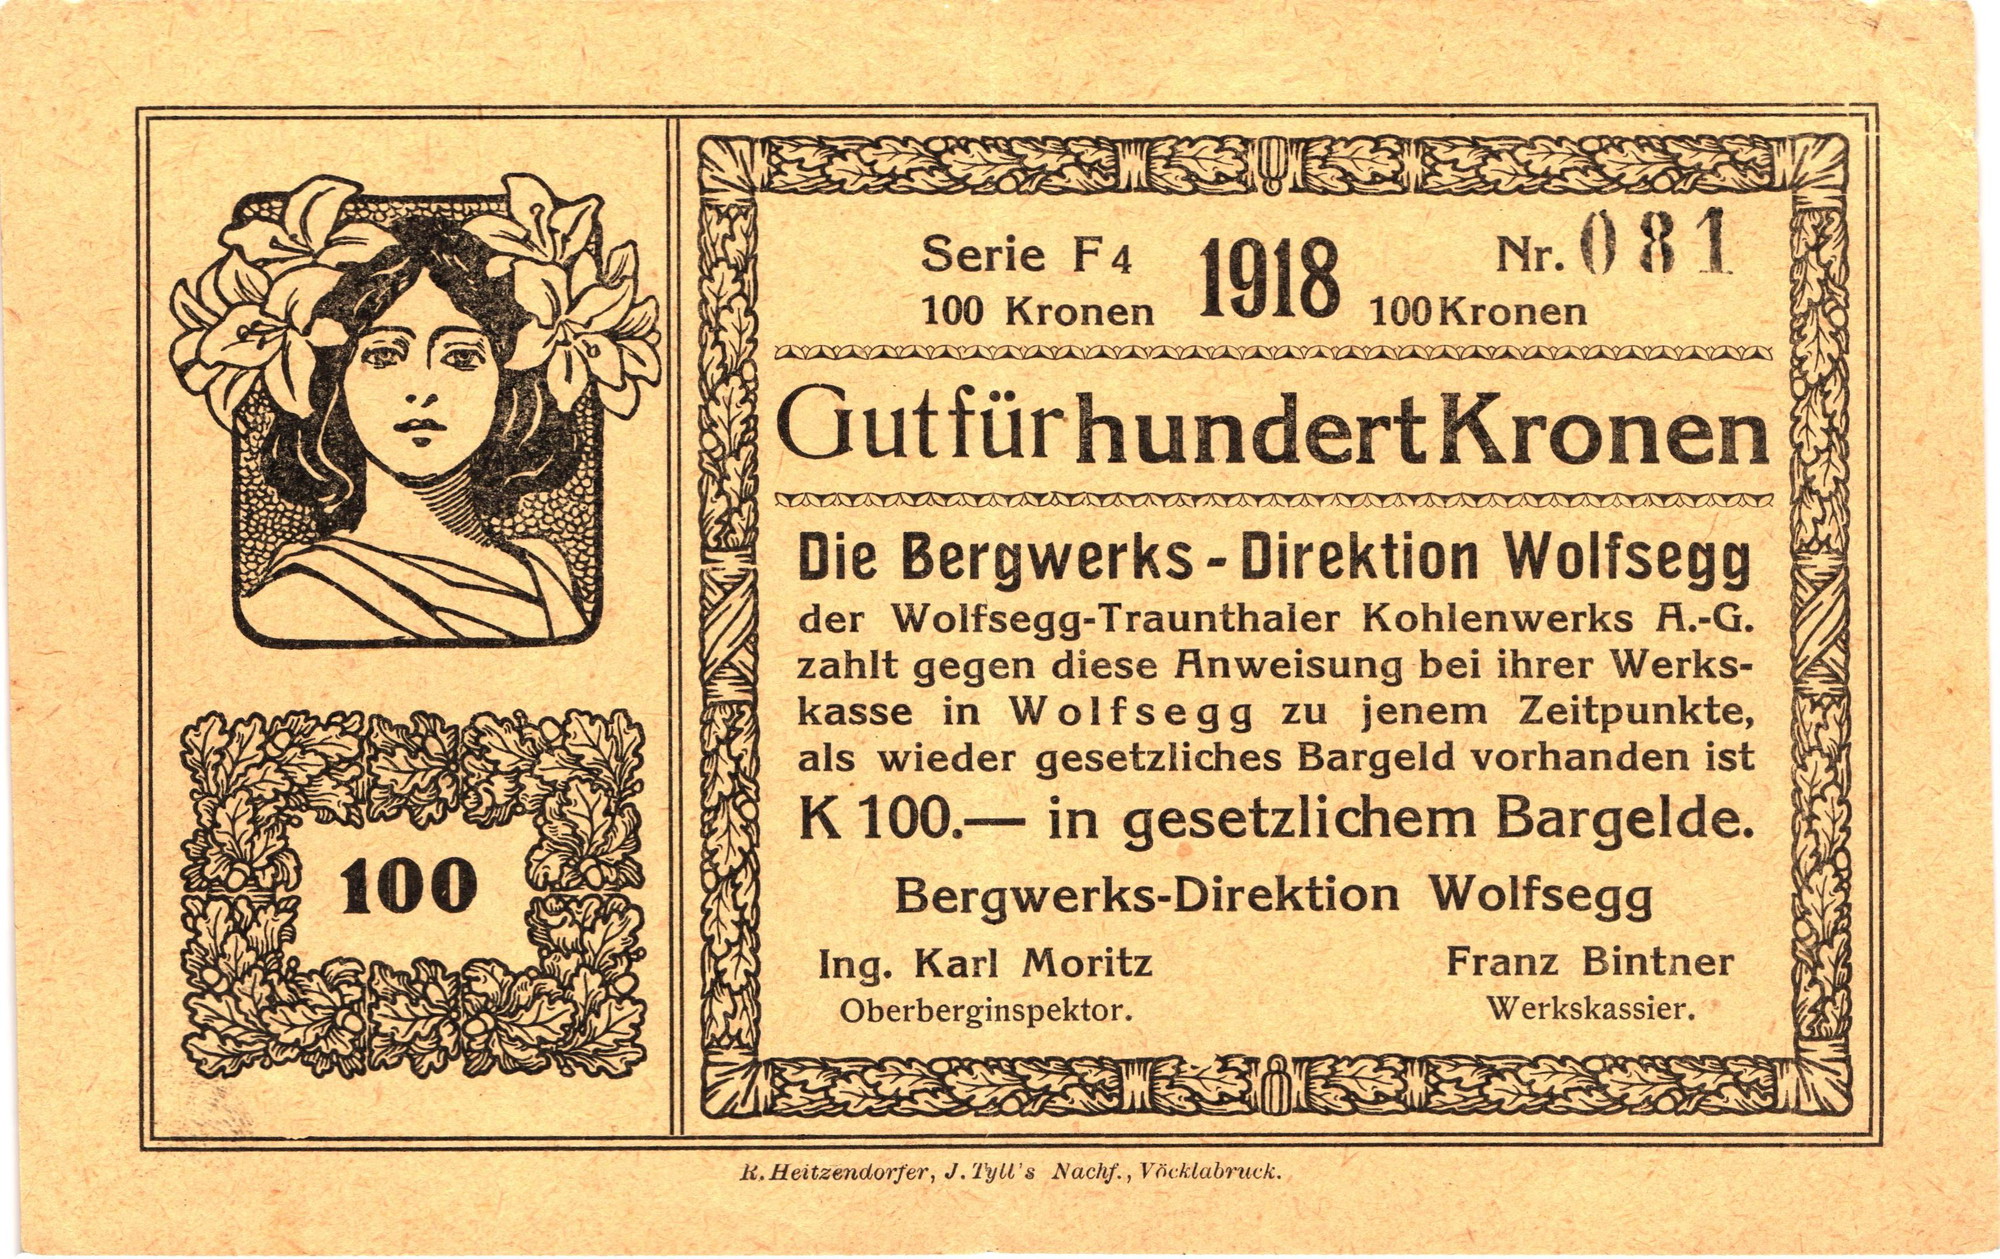 100
Serie F4 1918 Nr. 081
100 Kronen 100 Kronen
Gut für hundert Kronen
Die Bergwerks-Direktion Wolfsegg
der Wolfsegg-Traunthaler Kohlenwerks A.-G.
zahlt gegen diese Anweisung bei ihrer Werks-
kasse in Wolfsegg zu jenem Zeitpunkte,
als wieder gesetzliches Bargeld vorhanden ist
K 100.— in gesetzlichem Bargelde.
Bergwerks-Direktion Wolfsegg
Ing. Karl Moritz Franz Bintner
Oberberginspektor. Werkskassier.
K. Heitzendorfer, J. Tyll's Nachf., Vöcklabruck.